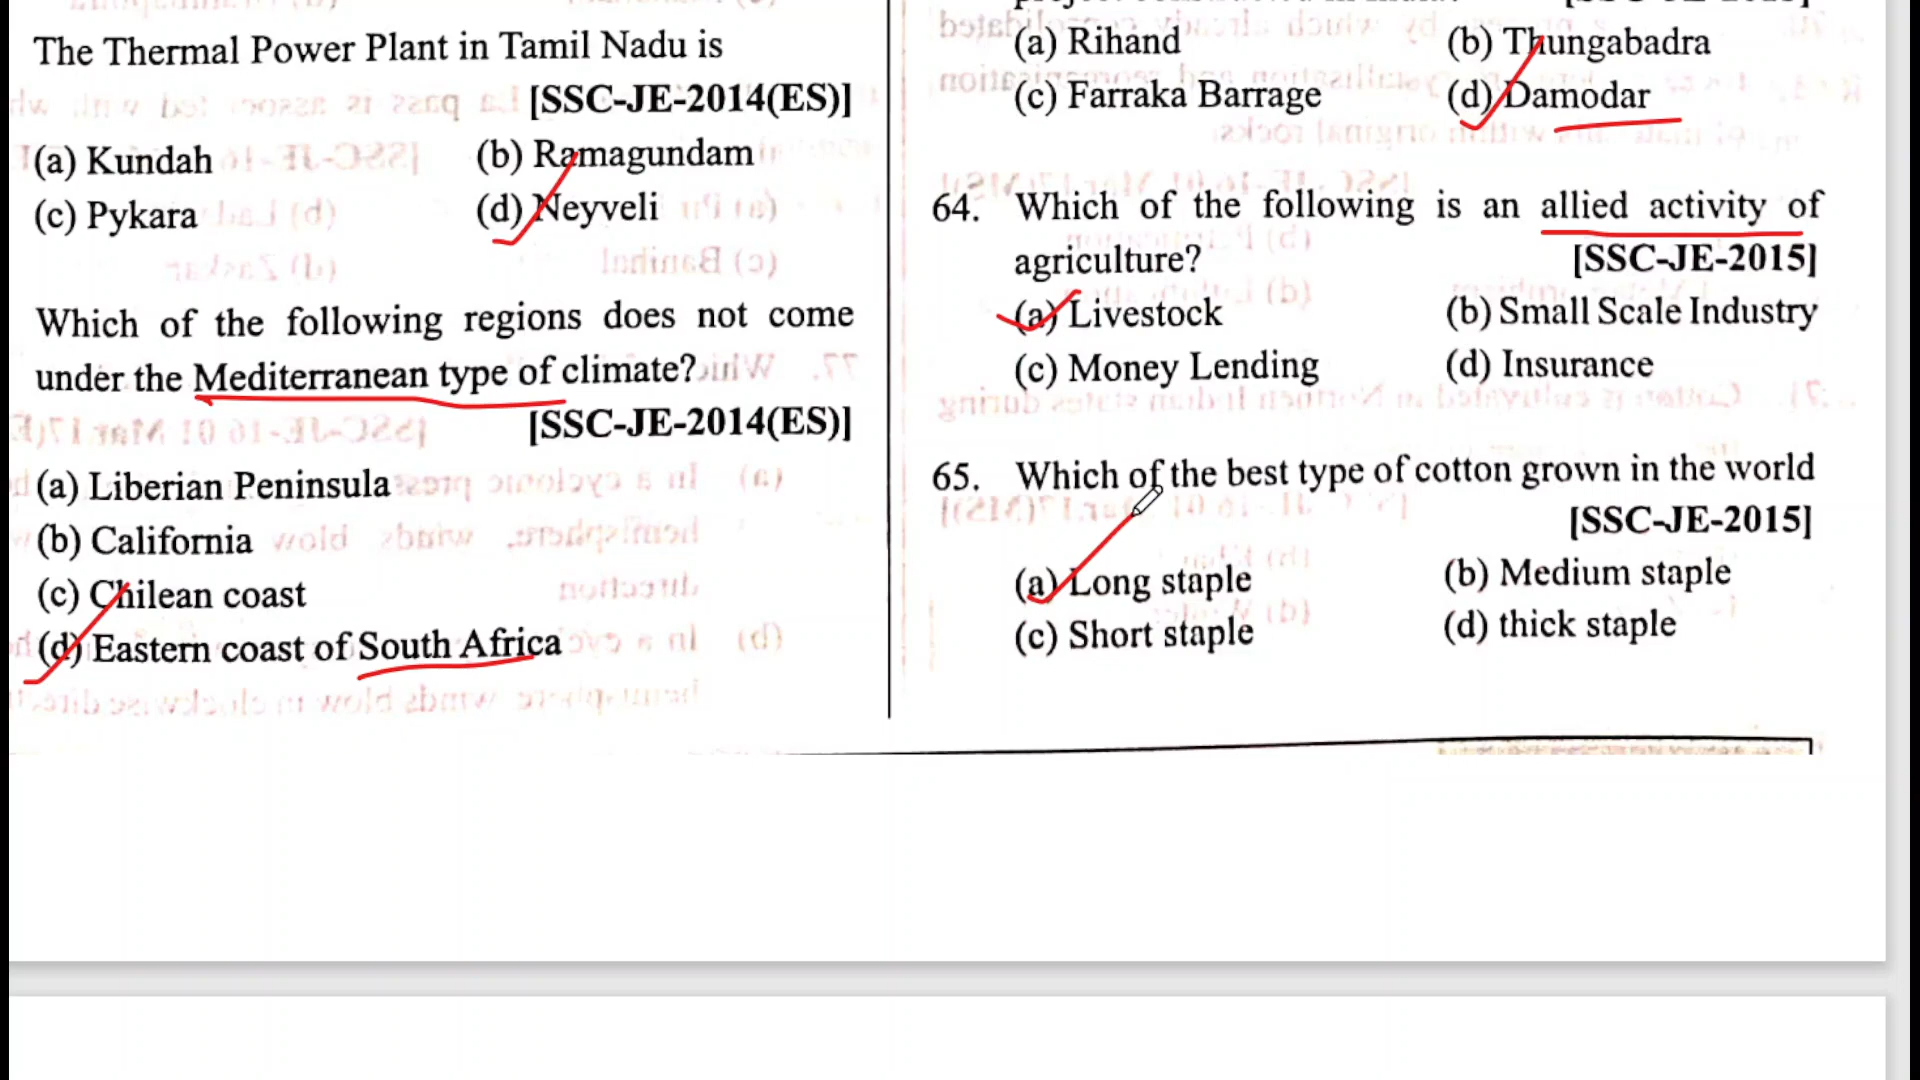 The Thermal Power Plant in Tamil Nadu is
[SSC-JE-2014(ES)]
(a) Kundah (b) Ramagundam
(c) Pykara (d) Neyveli
Which of the following regions does not come
under the Mediterranean type of climate?
[SSC-JE-2014(ES)]
(a) Liberian Peninsula
(b) California
(c) Chilean coast
(d) Eastern coast of South Africa
(a) Rihand (b) Thungabadra
(c) Farraka Barrage (d) Damodar
64. Which of the following is an allied activity of
agriculture? [SSC-JE-2015]
(a) Livestock (b) Small Scale Industry
(c) Money Lending (d) Insurance
65. Which of the best type of cotton grown in the world
[SSC-JE-2015]
(a) Long staple (b) Medium staple
(c) Short staple (d) thick staple